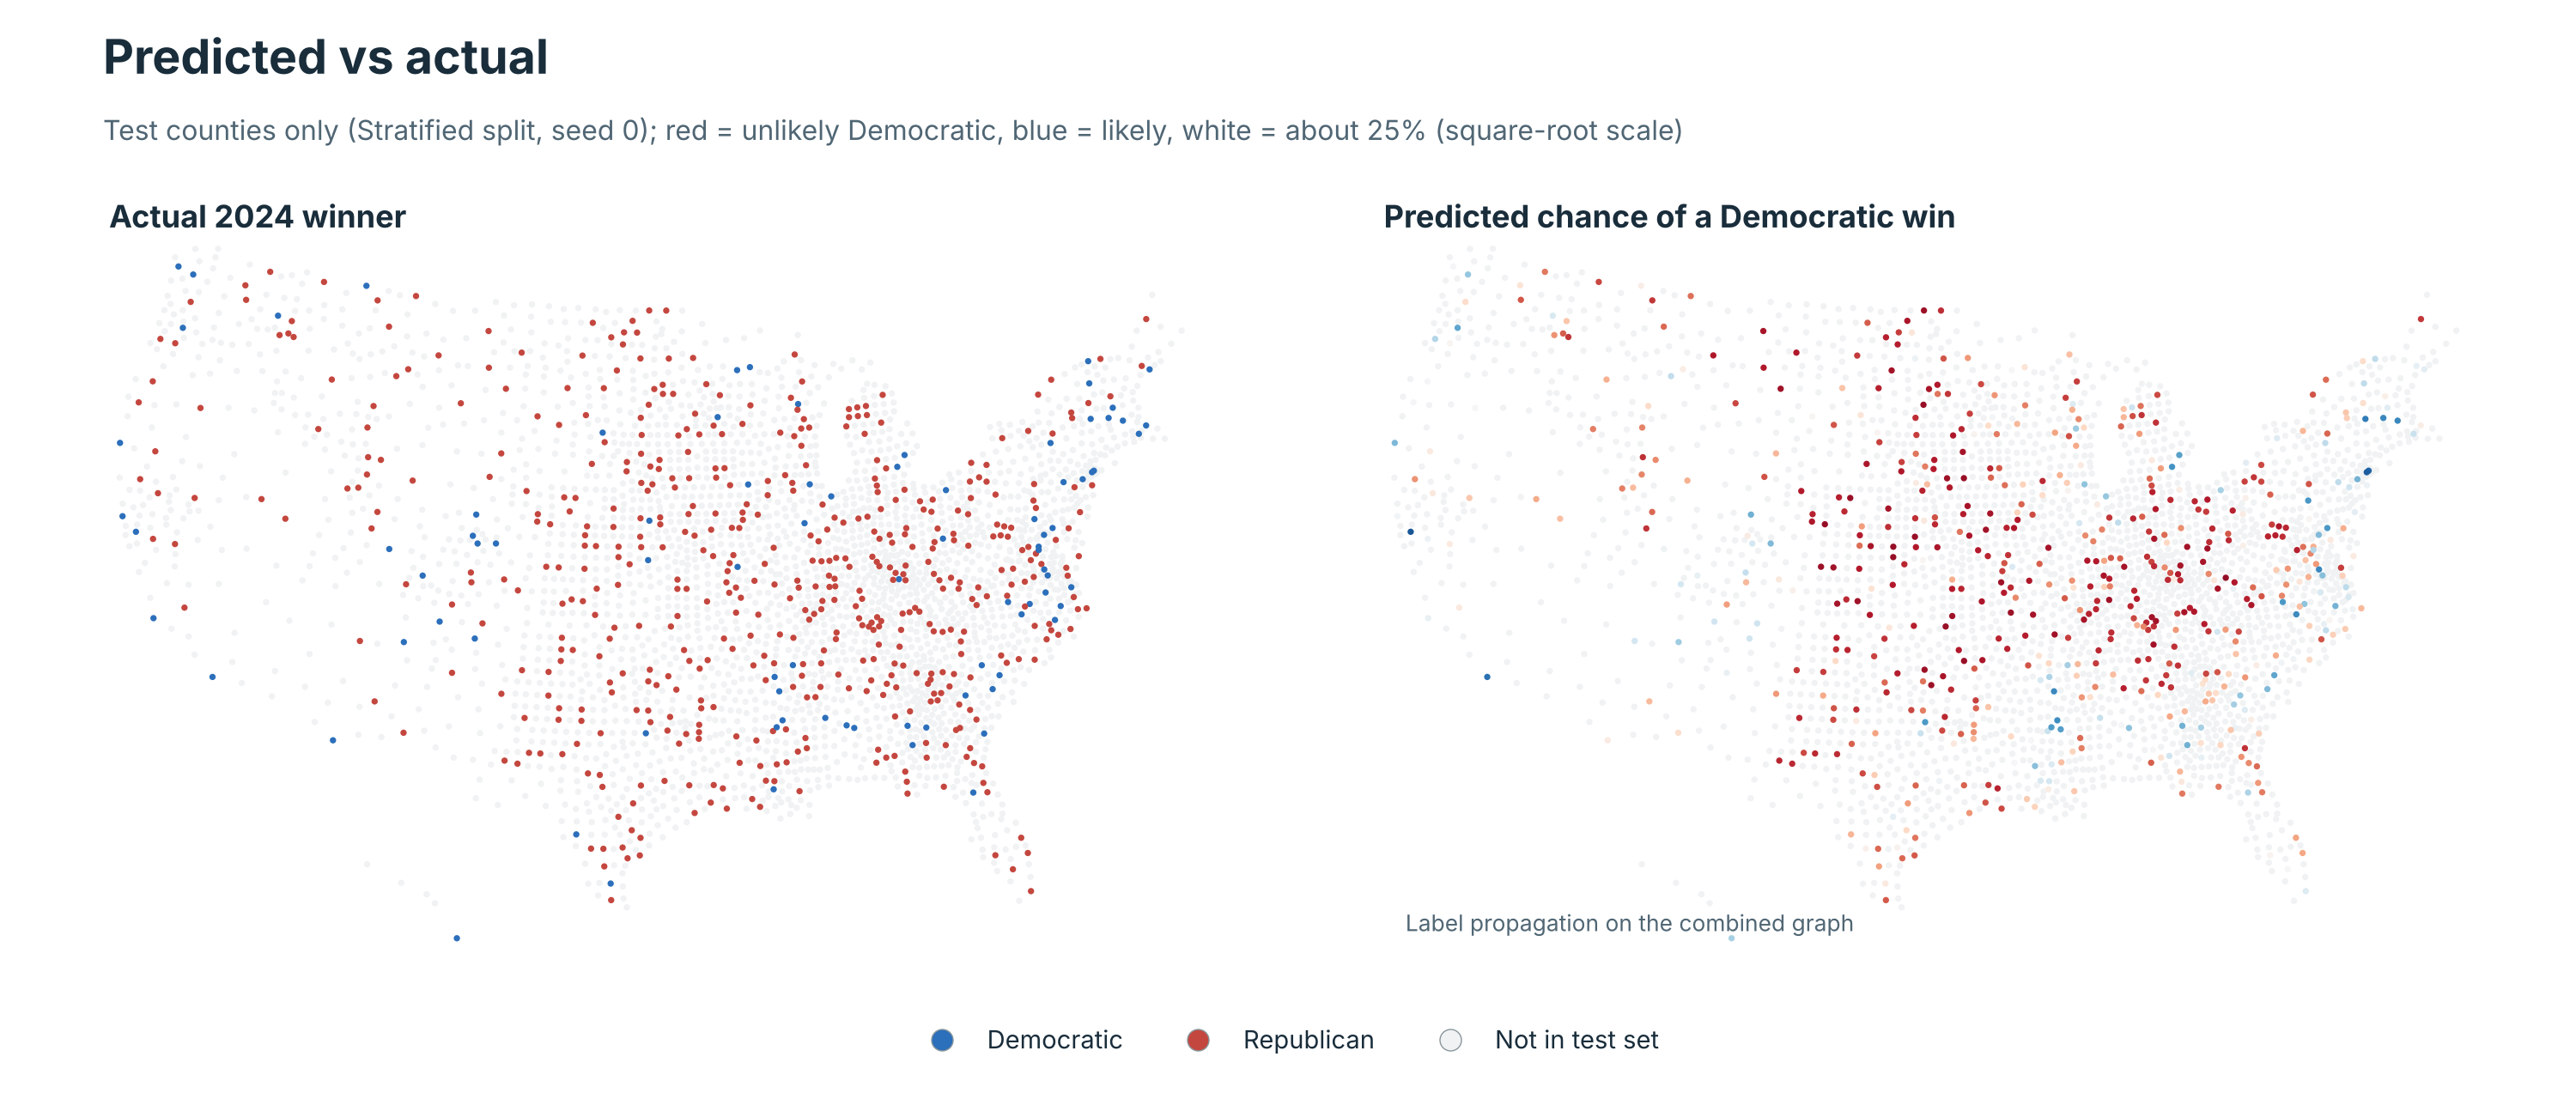 Predicted vs actual
Test counties only (Stratified split, seed 0); red = unlikely Democratic, blue = likely, white = about 25% (square-root scale)
Actual 2024 winner
Predicted chance of a Democratic win
Label propagation on the combined graph
Democratic
Republican
Not in test set